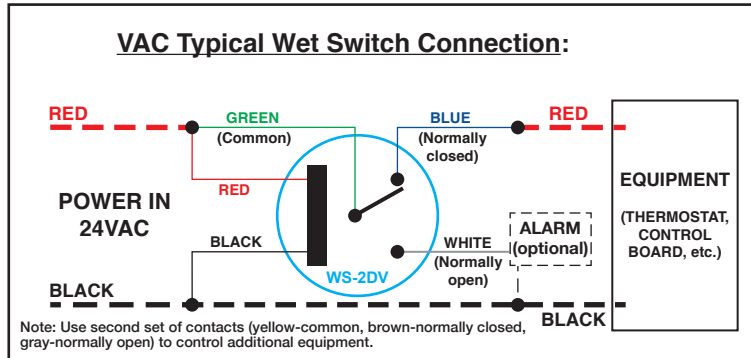 VAC Typical Wet Switch Connection:
RED
GREEN
(Common)
BLUE
(Normally
closed)
RED
RED
POWER IN
24VAC
BLACK
WHITE
(Normally
open)
WS-2DV
ALARM
(optional)
EQUIPMENT
(THERMOSTAT,
CONTROL
BOARD, etc.)
BLACK
BLACK
Note: Use second set of contacts (yellow-common, brown-normally closed,
gray-normally open) to control additional equipment.